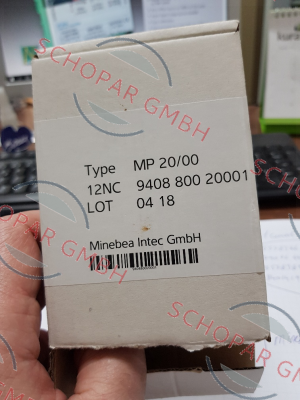 Type MP 20/00
12NC 9408 800 20001
LOT 04 18
Minebea Intec GmbH
SCHOPAR GMBH
SCHOPAR GMBH